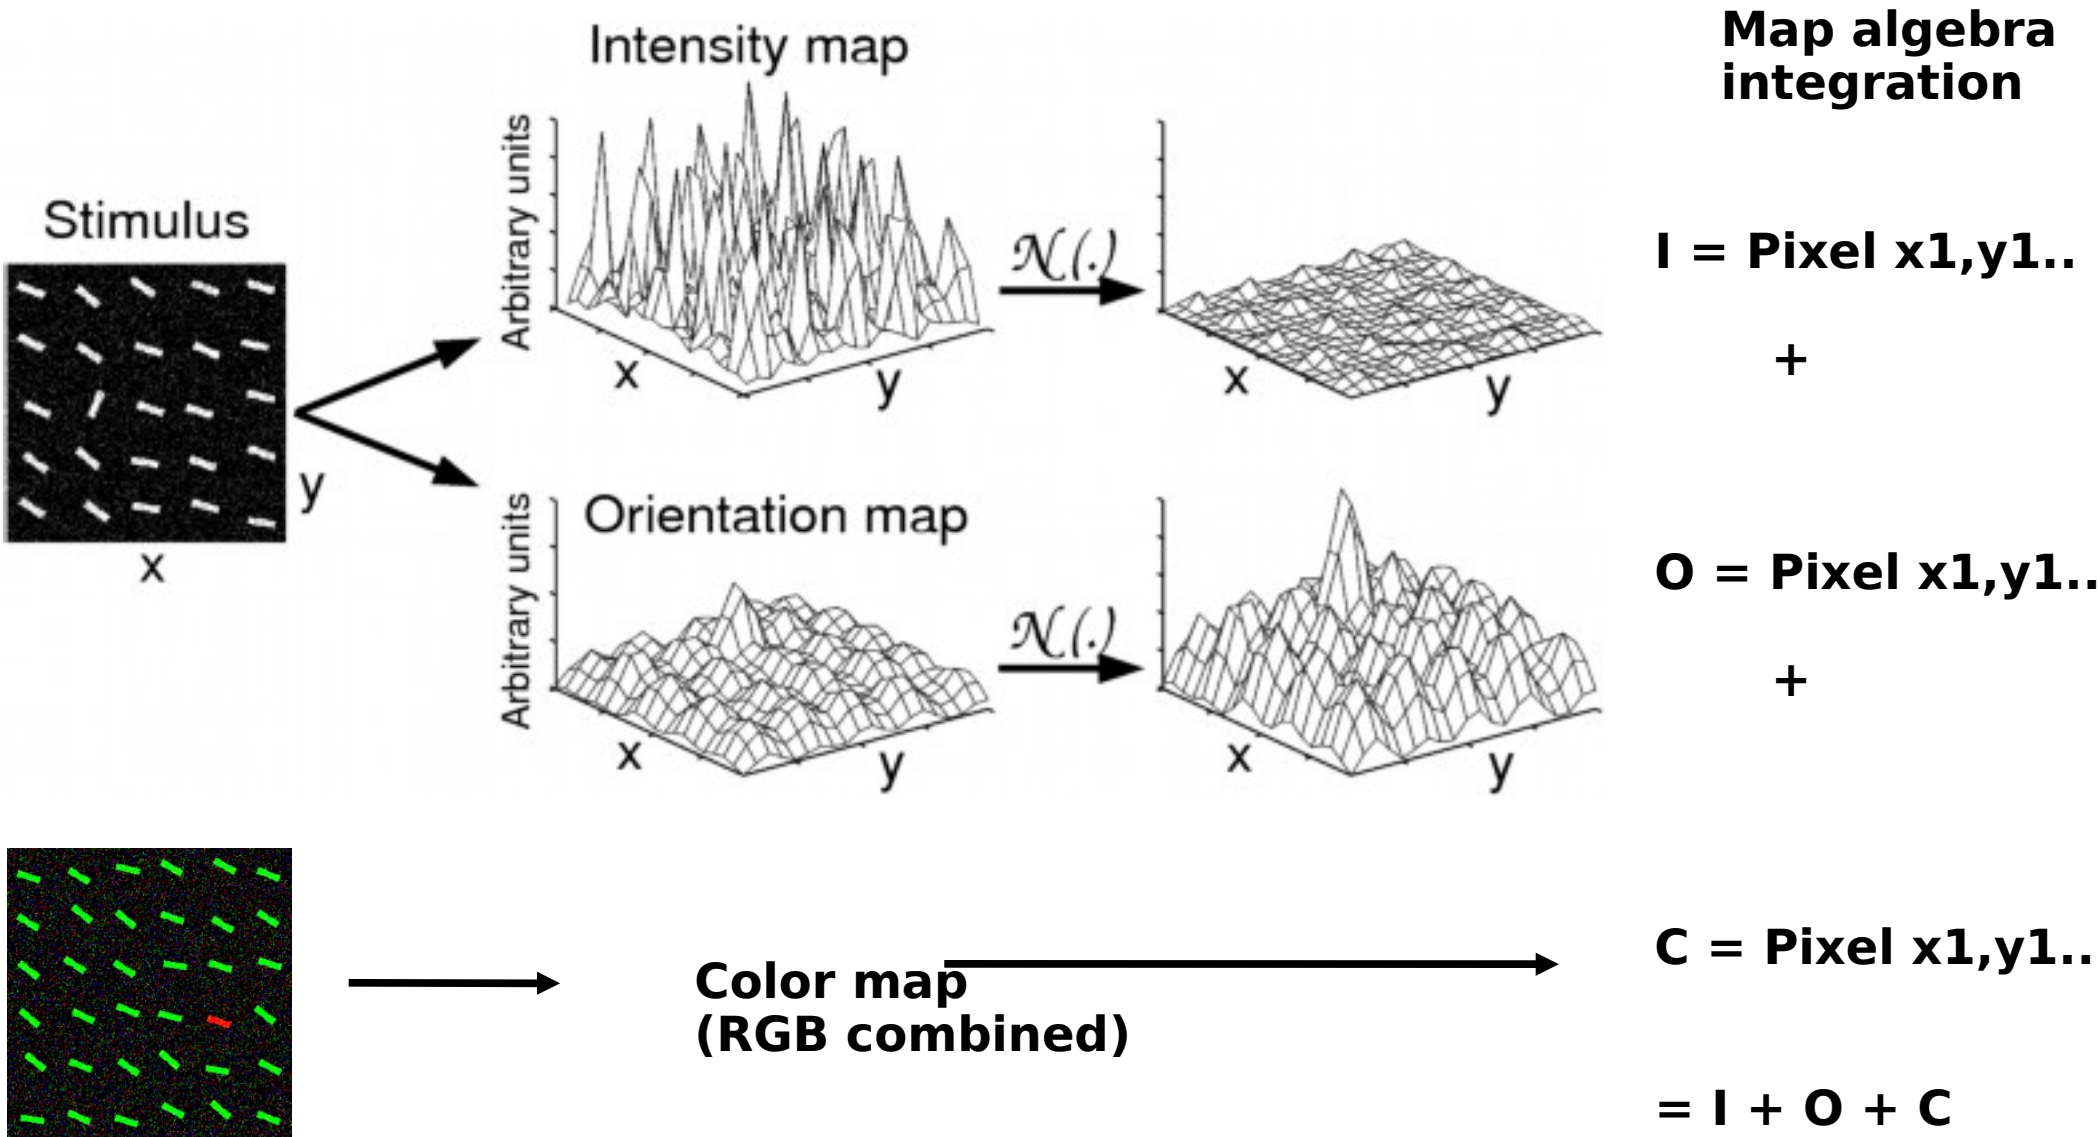 Stimulus
y
x
Intensity map
Arbitrary units
x
y
N(.)
x
y
Orientation map
Arbitrary units
x
y
N(.)
x
y
Color map
(RGB combined)
Map algebra
integration
I = Pixel x1,y1..
+
O = Pixel x1,y1..
+
C = Pixel x1,y1..
= I + O + C